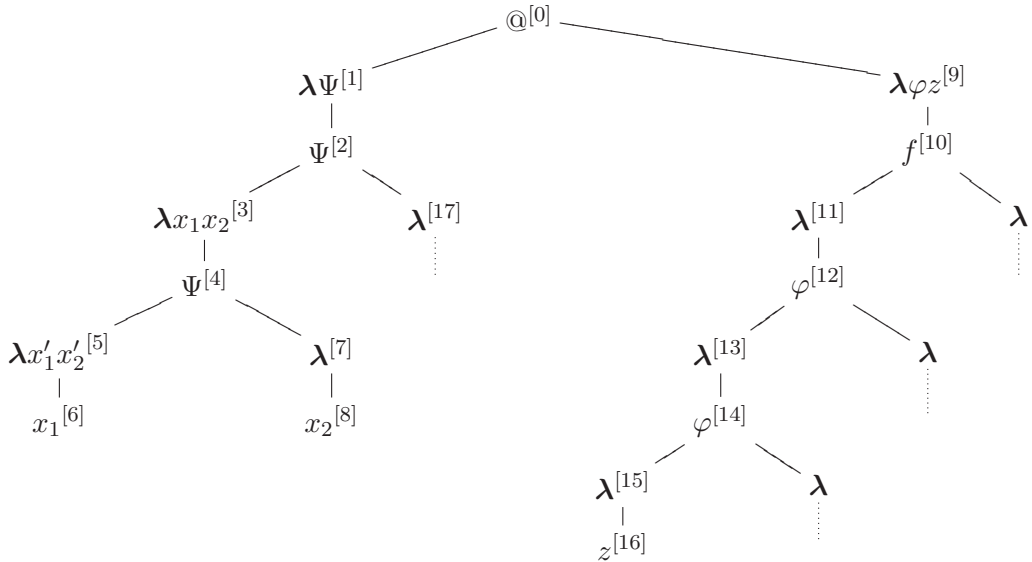 @[0]
λΨ[1] λφz[9]
Ψ[2] f[10]
λx₁x₂[3] λ[17] λ[11] λ
Ψ[4] φ[12]
λx′₁x′₂[5] λ[7] λ[13] λ
x₁[6] x₂[8] φ[14]
λ[15] λ
z[16]